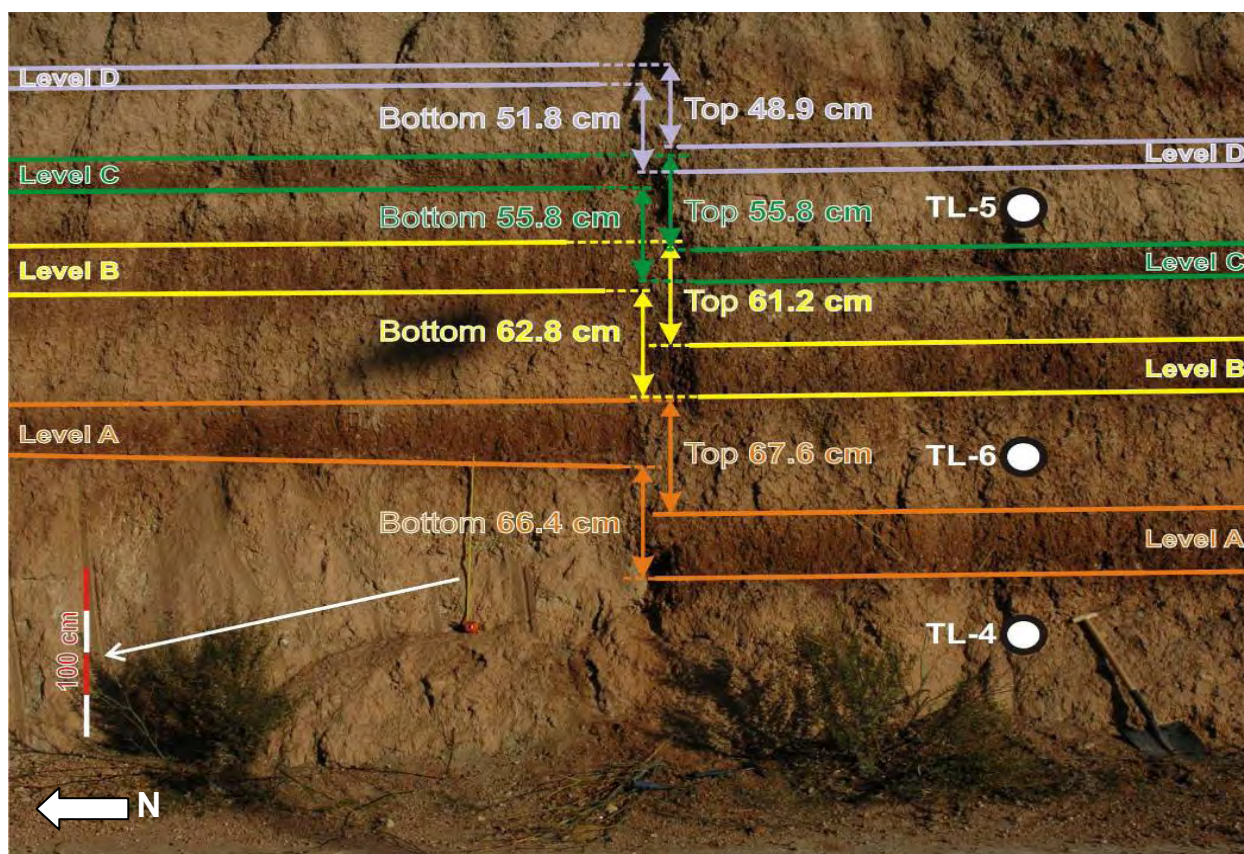 Level D
Bottom 51.8 cm
Top 48.9 cm
Level D
Level C
Bottom 55.8 cm
Top 55.8 cm
TL-5
Level C
Level B
Bottom 62.8 cm
Top 61.2 cm
Level B
Level A
Bottom 66.4 cm
Top 67.6 cm
TL-6
Level A
100 cm
TL-4
N